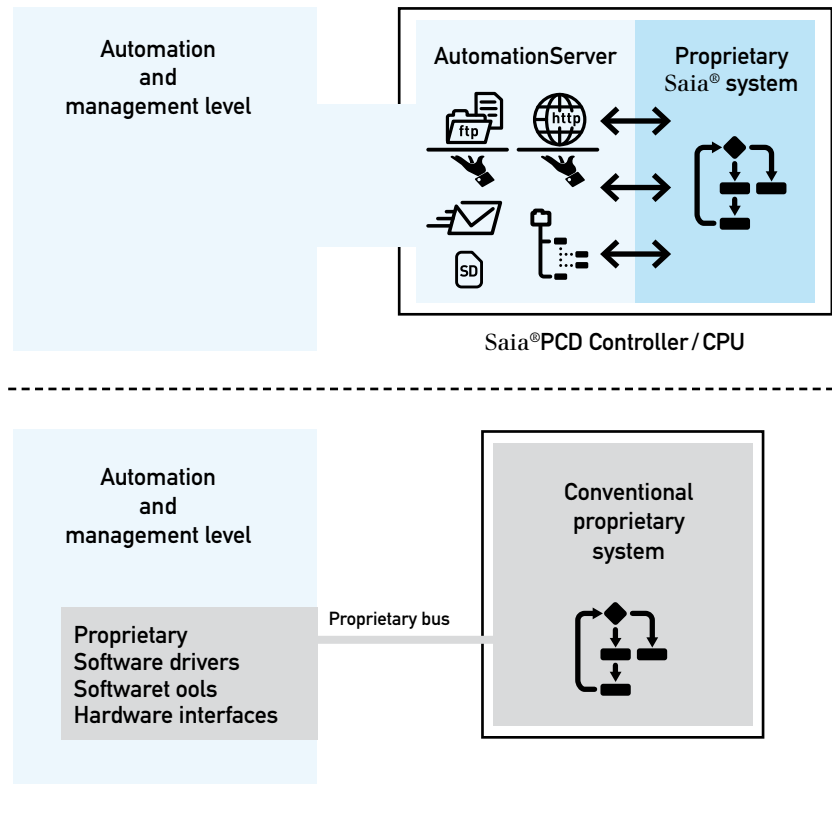 Automation
and
management level
AutomationServer
ftp
http
SD
Proprietary
Saia® system
Saia®PCD Controller / CPU
Automation
and
management level
Proprietary
Software drivers
Softwaret ools
Hardware interfaces
Proprietary bus
Conventional
proprietary
system